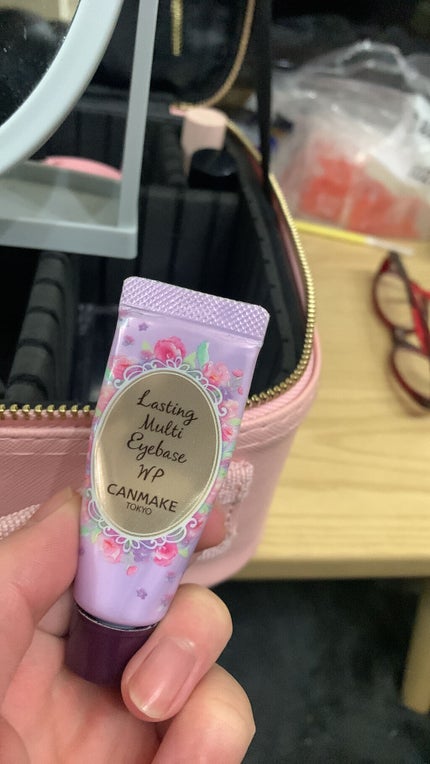 Lasting
Multi
Eyebase
WP
CANMAKE
TOKYO